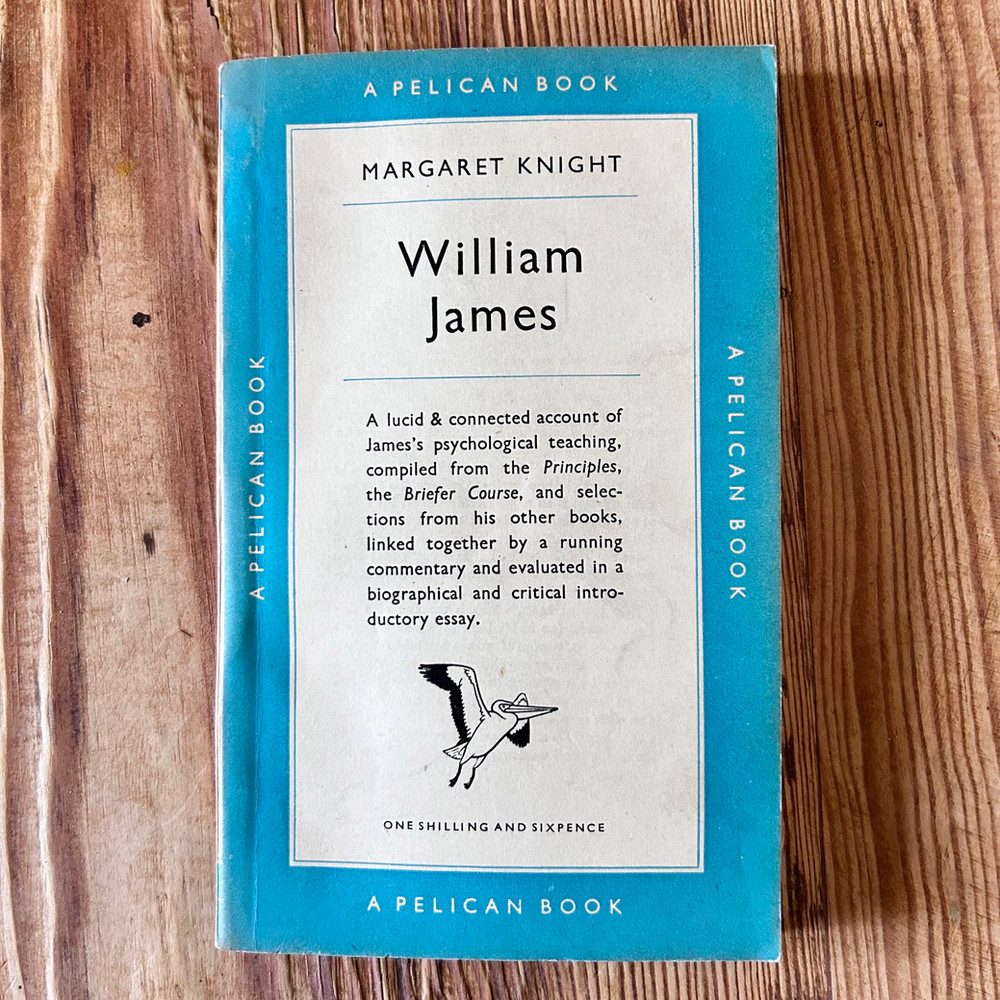 A PELICAN BOOK
MARGARET KNIGHT
William
James
A lucid & connected account of
James's psychological teaching,
compiled from the Principles,
the Briefer Course, and selec-
tions from his other books,
linked together by a running
commentary and evaluated in a
biographical and critical intro-
ductory essay.
ONE SHILLING AND SIXPENCE
A PELICAN BOOK
A PELICAN BOOK
A PELICAN BOOK